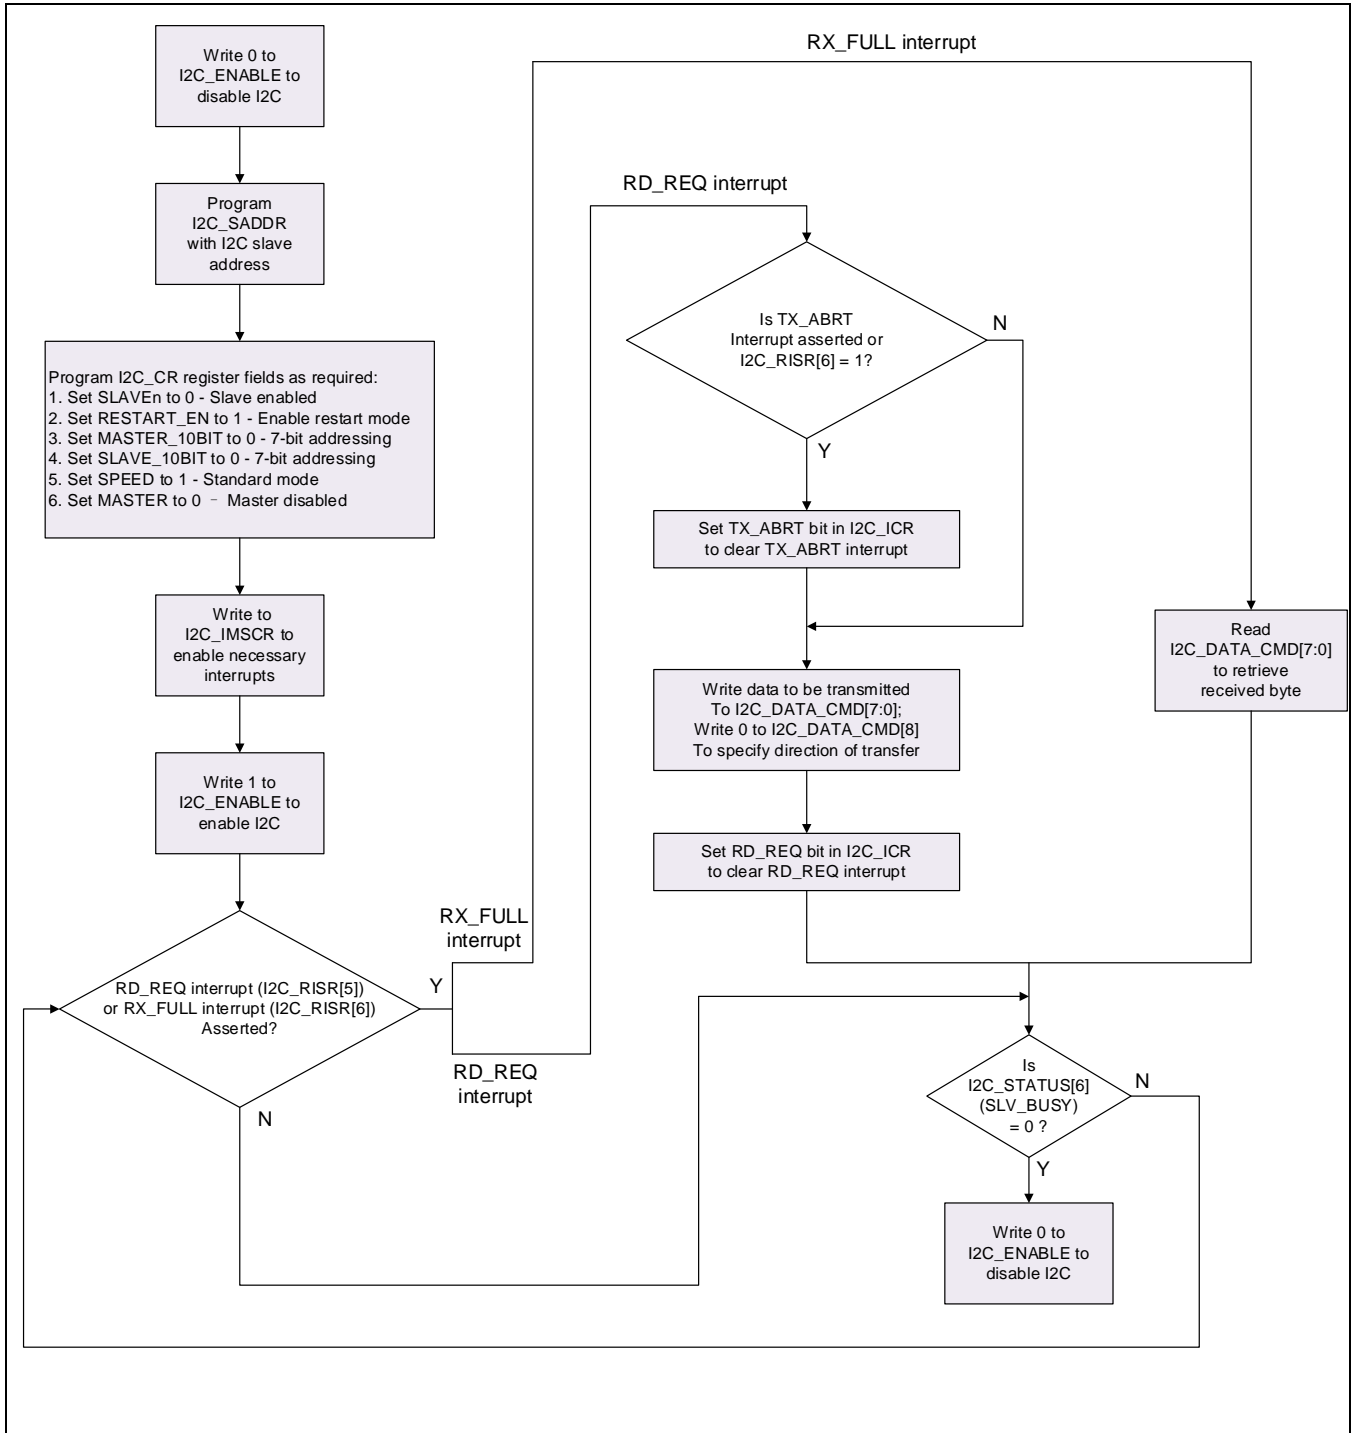 Write 0 to
I2C_ENABLE to
disable I2C
Program
I2C_SADDR
with I2C slave
address
Program I2C_CR register fields as required:
1. Set SLAVEn to 0 - Slave enabled
2. Set RESTART_EN to 1 - Enable restart mode
3. Set MASTER_10BIT to 0 - 7-bit addressing
4. Set SLAVE_10BIT to 0 - 7-bit addressing
5. Set SPEED to 1 - Standard mode
6. Set MASTER to 0 – Master disabled
Write to
I2C_IMSCR to
enable necessary
interrupts
Write 1 to
I2C_ENABLE to
enable I2C
RD_REQ interrupt (I2C_RISR[5])
or RX_FULL interrupt (I2C_RISR[6])
Asserted?
Y
N
RX_FULL
interrupt
RD_REQ
interrupt
RX_FULL interrupt
RD_REQ interrupt
Is TX_ABRT
Interrupt asserted or
I2C_RISR[6] = 1?
N
Y
Set TX_ABRT bit in I2C_ICR
to clear TX_ABRT interrupt
Write data to be transmitted
To I2C_DATA_CMD[7:0];
Write 0 to I2C_DATA_CMD[8]
To specify direction of transfer
Set RD_REQ bit in I2C_ICR
to clear RD_REQ interrupt
Read
I2C_DATA_CMD[7:0]
to retrieve
received byte
Is
I2C_STATUS[6]
(SLV_BUSY)
= 0 ?
N
Y
Write 0 to
I2C_ENABLE to
disable I2C